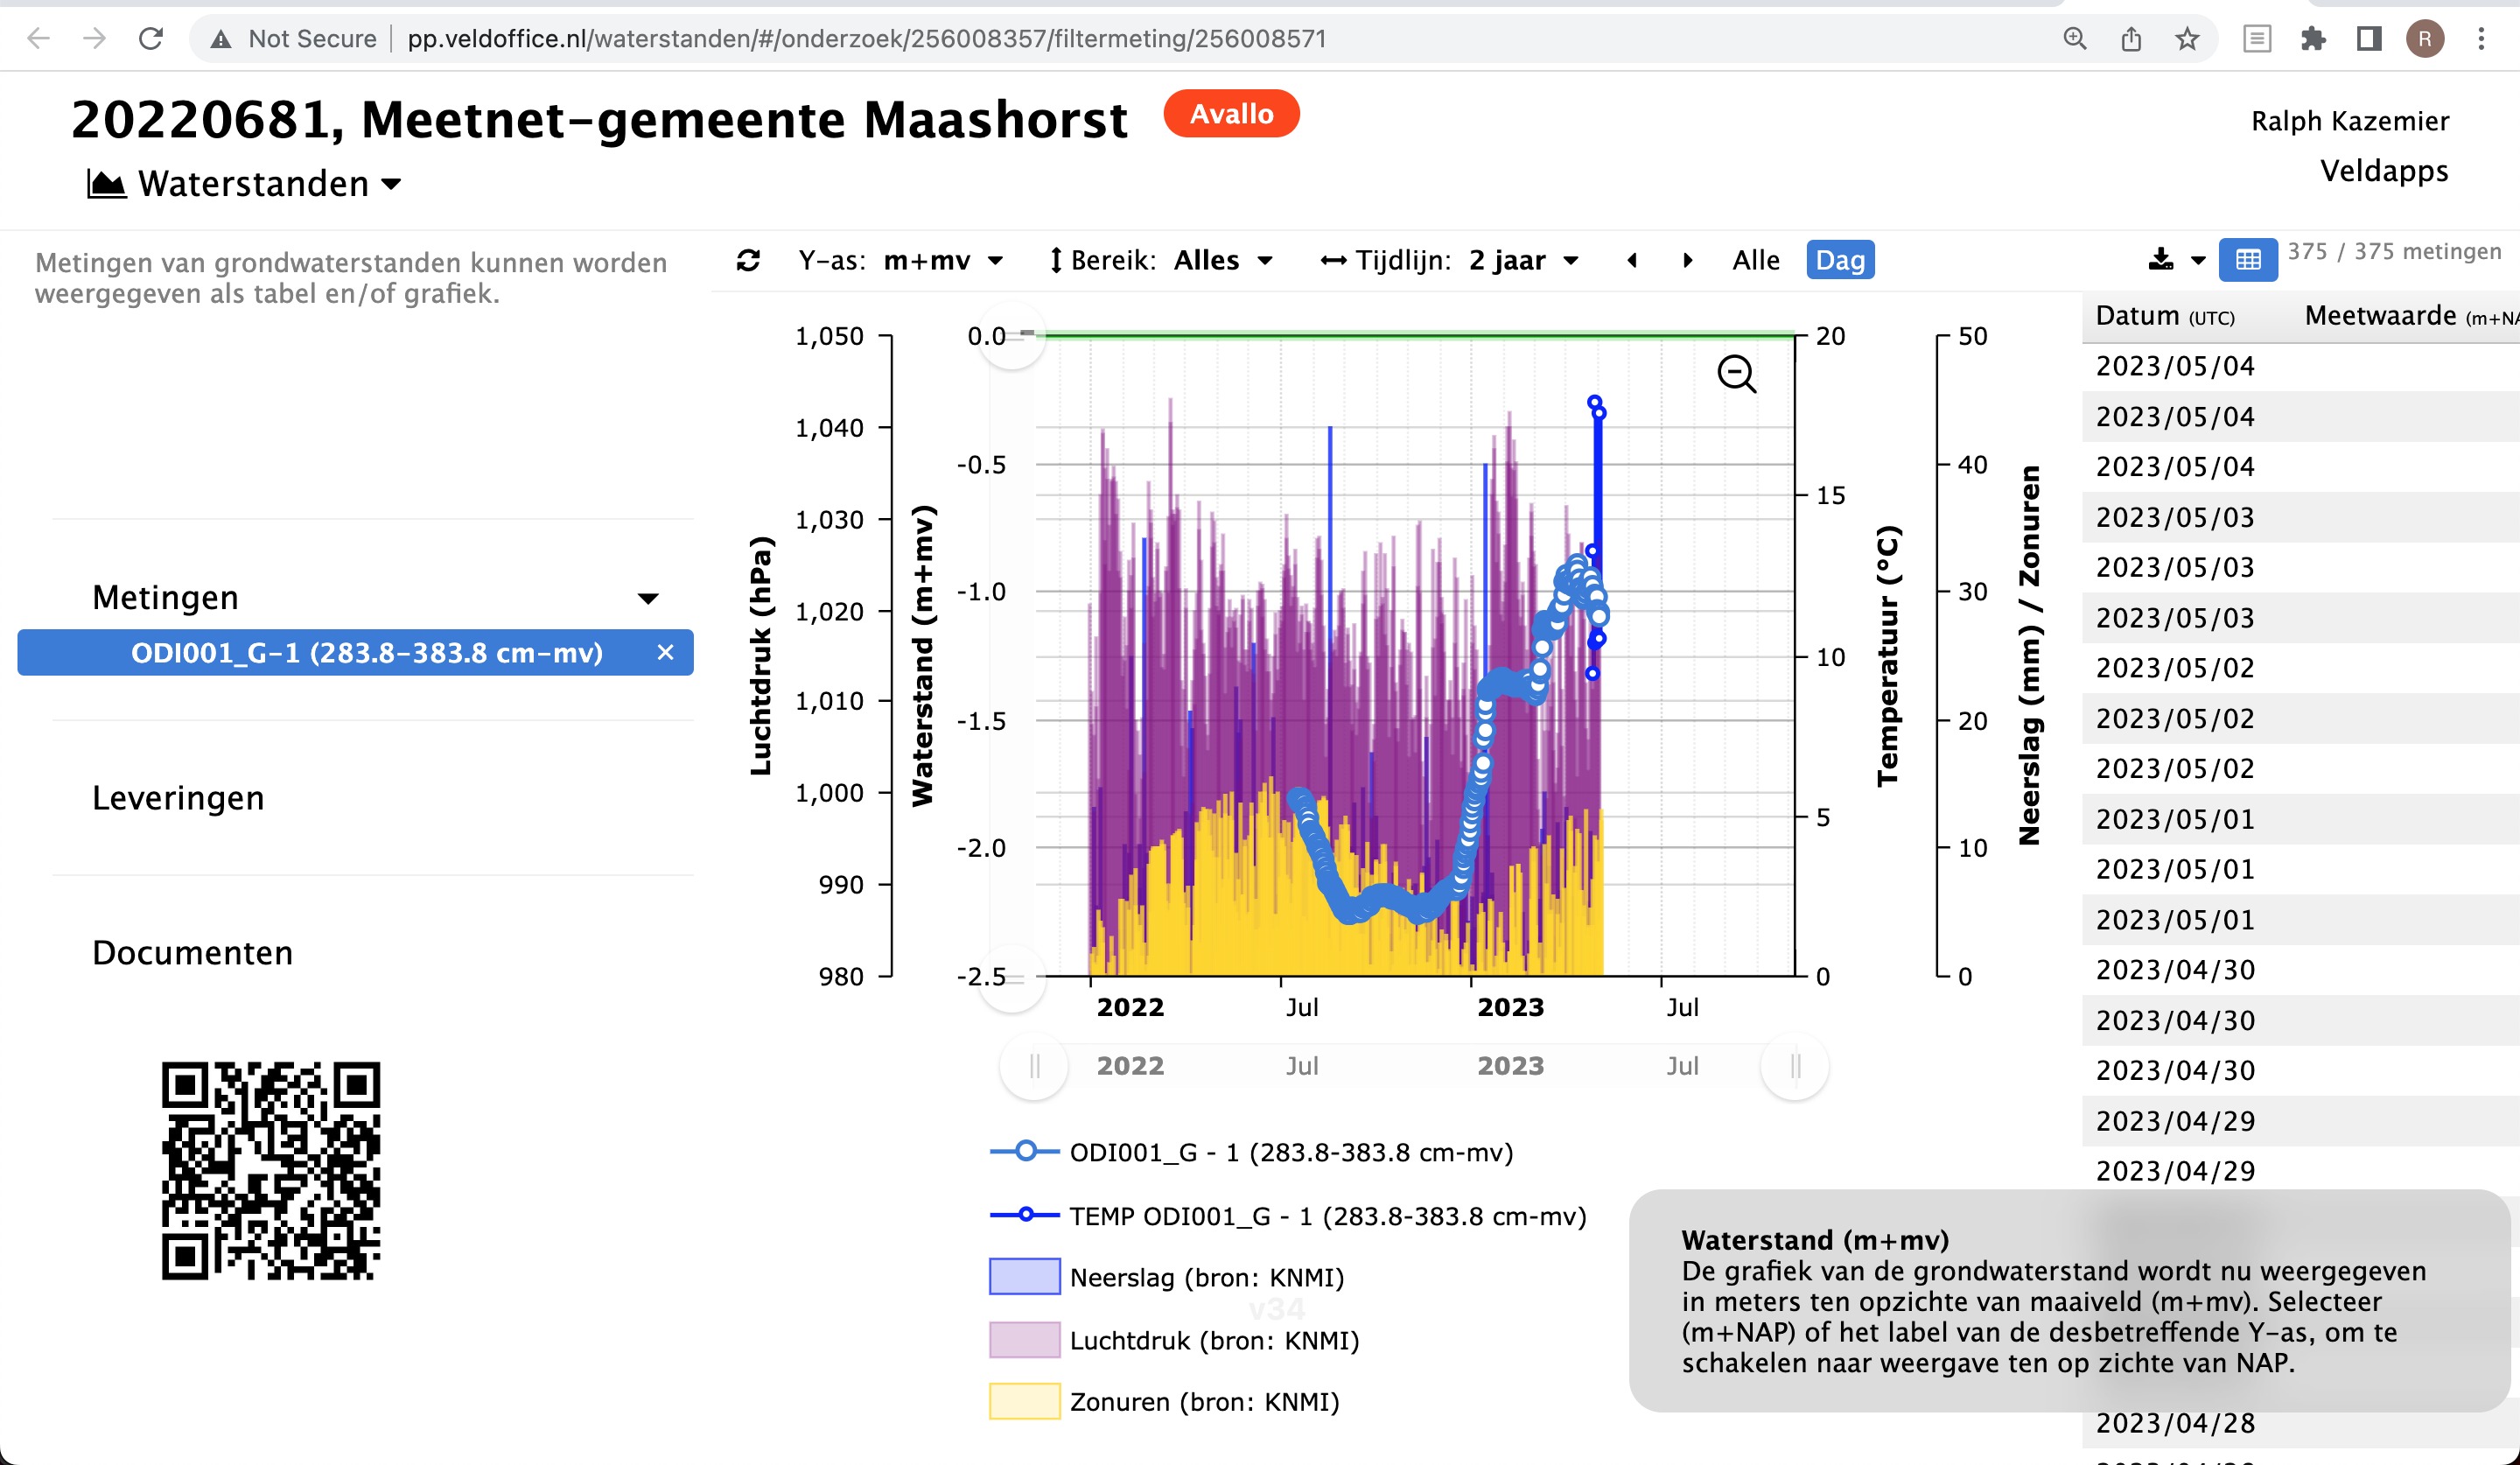 Not Secure
pp.veldoffice.nl/waterstanden/#/onderzoek/256008357/filtermeting/256008571
R
20220681, Meetnet-gemeente Maashorst
Avallo
Ralph Kazemier
Veldapps
Waterstanden
Metingen van grondwaterstanden kunnen worden
weergegeven als tabel en/of grafiek.
Metingen
ODI001_G-1 (283.8-383.8 cm-mv)
Leveringen
Documenten
Y-as: m+mv
Bereik: Alles
Tijdlijn: 2 jaar
Alle
Dag
375 / 375 metingen
Luchtdruk (hPa)
1,050
1,040
1,030
1,020
1,010
1,000
990
980
Waterstand (m+mv)
0.0
-0.5
-1.0
-1.5
-2.0
-2.5
Temperatuur (°C)
20
15
10
5
0
Neerslag (mm) / Zonuren
50
40
30
20
10
0
2022 Jul 2023 Jul
2022 Jul 2023 Jul
ODI001_G - 1 (283.8-383.8 cm-mv)
TEMP ODI001_G - 1 (283.8-383.8 cm-mv)
Neerslag (bron: KNMI)
v34
Luchtdruk (bron: KNMI)
Zonuren (bron: KNMI)
Datum (UTC) Meetwaarde (m+NA
2023/05/04
2023/05/04
2023/05/04
2023/05/03
2023/05/03
2023/05/03
2023/05/02
2023/05/02
2023/05/02
2023/05/01
2023/05/01
2023/05/01
2023/04/30
2023/04/30
2023/04/30
2023/04/29
2023/04/29
Waterstand (m+mv)
De grafiek van de grondwaterstand wordt nu weergegeven
in meters ten opzichte van maaiveld (m+mv). Selecteer
(m+NAP) of het label van de desbetreffende Y-as, om te
schakelen naar weergave ten op zichte van NAP.
2023/04/28